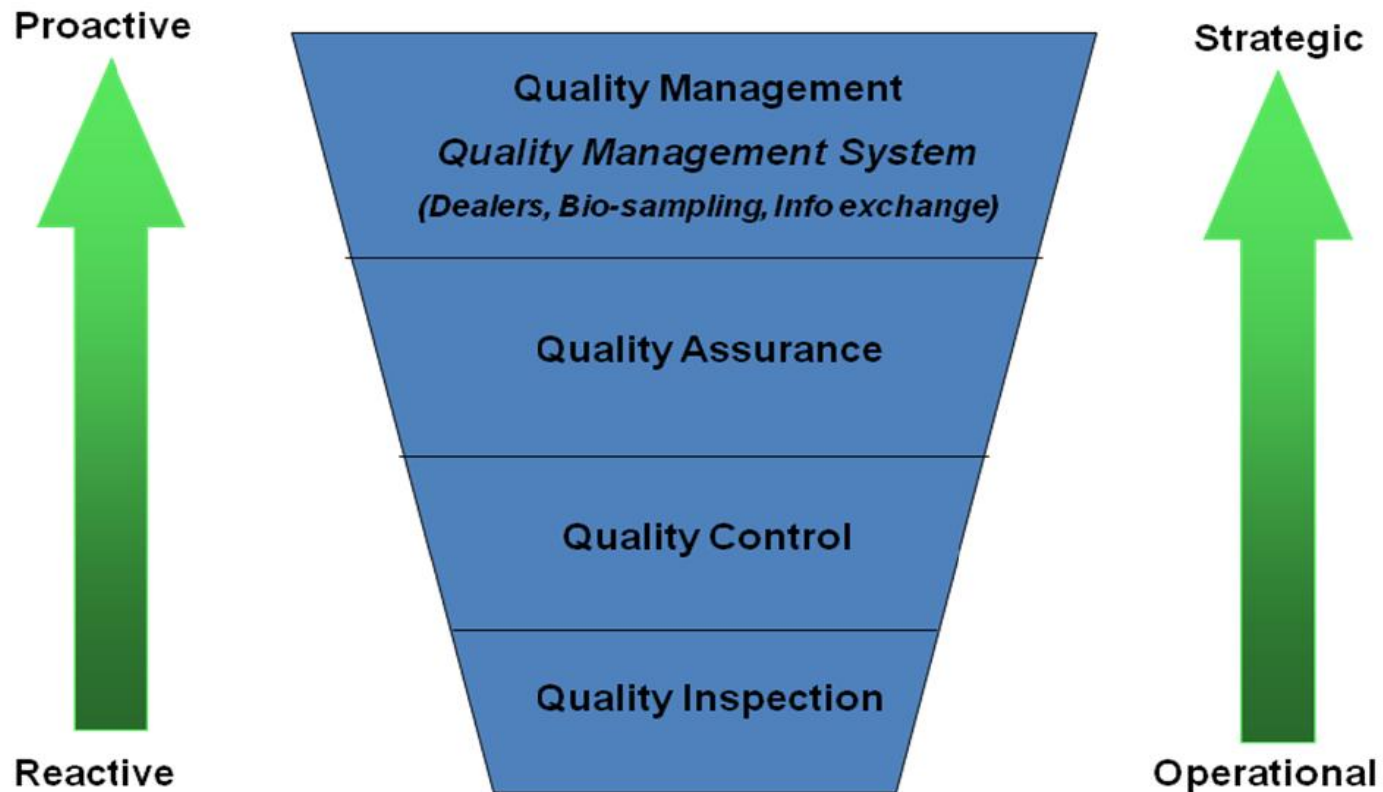 Proactive
Strategic
Quality Management
Quality Management System
(Dealers, Bio-sampling, Info exchange)
Quality Assurance
Quality Control
Quality Inspection
Reactive
Operational